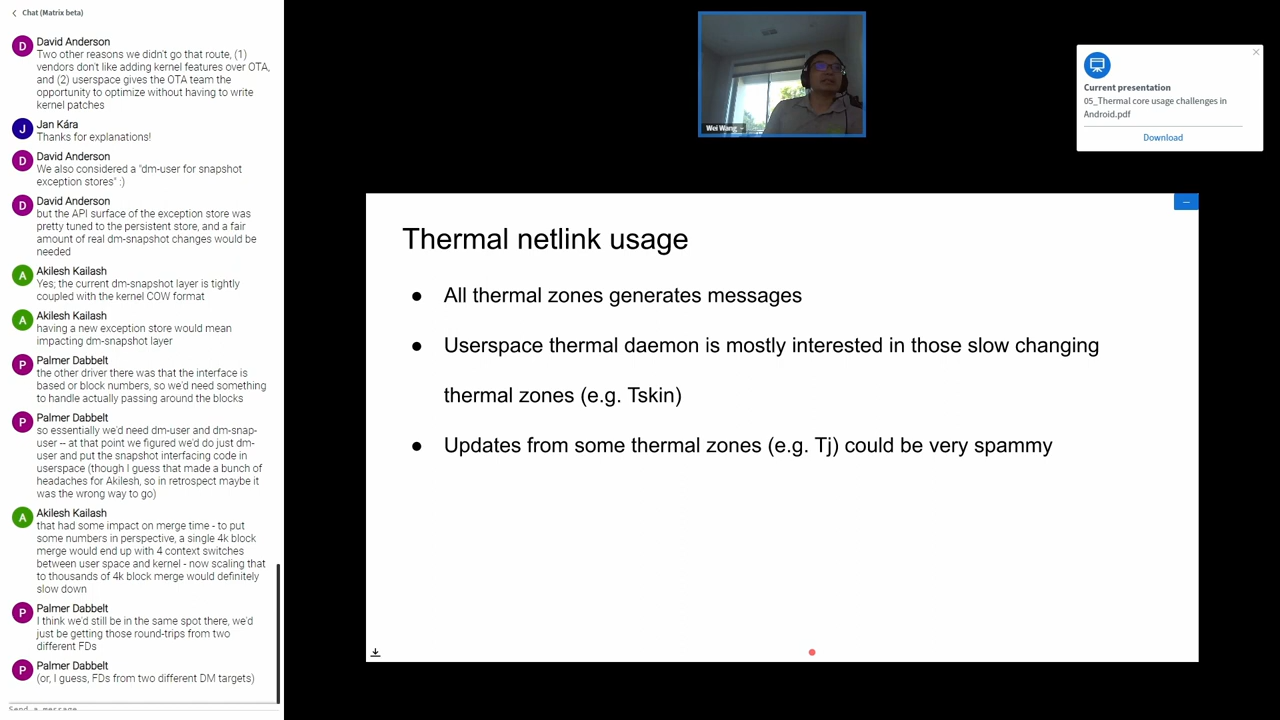 Chat (Matrix beta)
David Anderson
Two other reasons we didn't go that route, (1)
vendors don't like adding kernel features over OTA,
and (2) userspace gives the OTA team the
opportunity to optimize without having to write
kernel patches
Jan Kára
Thanks for explanations!
David Anderson
We also considered a "dm-user for snapshot
exception stores" :)
David Anderson
but the API surface of the exception store was
pretty tuned to the persistent store, and a fair
amount of real dm-snapshot changes would be
needed
Akilesh Kailash
Yes; the current dm-snapshot layer is tightly
coupled with the kernel COW format
Akilesh Kailash
having a new exception store would mean
impacting dm-snapshot layer
Palmer Dabbelt
the other driver there was that the interface is
based or block numbers, so we'd need something
to handle actually passing around the blocks
Palmer Dabbelt
so essentially we'd need dm-user and dm-snap-
user -- at that point we figured we'd do just dm-
user and put the snapshot interfacing code in
userspace (though I guess that made a bunch of
headaches for Akilesh, so in retrospect maybe it
was the wrong way to go)
Akilesh Kailash
that had some impact on merge time - to put
some numbers in perspective, a single 4k block
merge would end up with 4 context switches
between user space and kernel - now scaling that
to thousands of 4k block merge would definitely
slow down
Palmer Dabbelt
I think we'd still be in the same spot there, we'd
just be getting those round-trips from two
different FDs
Palmer Dabbelt
(or, I guess, FDs from two different DM targets)
Send a message
D
J
D
D
A
A
P
P
A
P
P
Wei Wang
Current presentation
05_Thermal core usage challenges in
Android.pdf
Download
Thermal netlink usage
● All thermal zones generates messages
● Userspace thermal daemon is mostly interested in those slow changing
thermal zones (e.g. Tskin)
● Updates from some thermal zones (e.g. Tj) could be very spammy